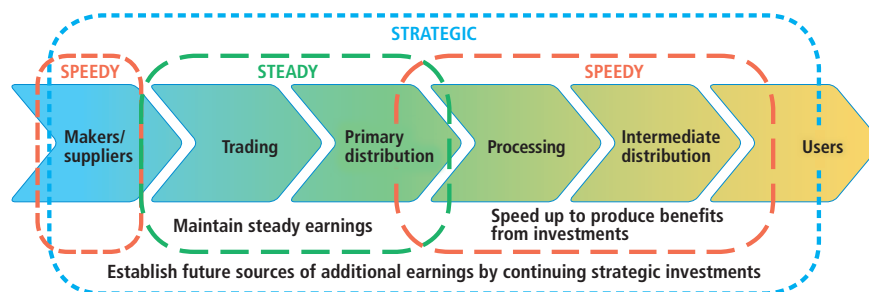 STRATEGIC
SPEEDY
STEADY
SPEEDY
Makers/
suppliers
Trading
Primary
distribution
Processing
Intermediate
distribution
Users
Maintain steady earnings
Speed up to produce benefits
from investments
Establish future sources of additional earnings by continuing strategic investments